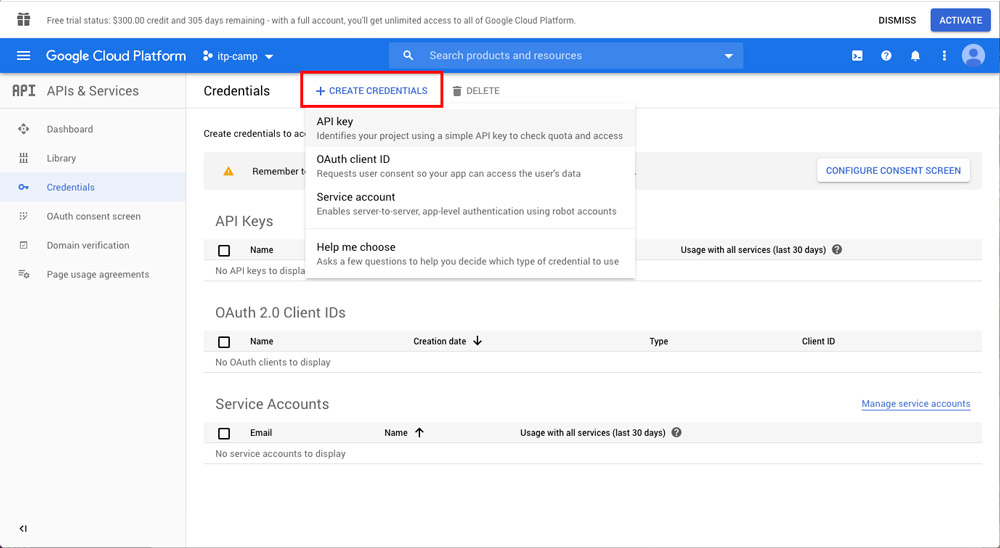 Free trial status: $300.00 credit and 305 days remaining - with a full account, you'll get unlimited access to all of Google Cloud Platform.
DISMISS
ACTIVATE
Google Cloud Platform
itp-camp
Search products and resources
API APIs & Services
Credentials
+ CREATE CREDENTIALS
DELETE
Dashboard
Library
Credentials
OAuth consent screen
Domain verification
Page usage agreements
Create credentials to acc
API key
Identifies your project using a simple API key to check quota and access
OAuth client ID
Requests user consent so your app can access the user's data
Service account
Enables server-to-server, app-level authentication using robot accounts
Help me choose
Asks a few questions to help you decide which type of credential to use
Remember to
CONFIGURE CONSENT SCREEN
API Keys
Name
Usage with all services (last 30 days)
No API keys to displa
OAuth 2.0 Client IDs
Name
Creation date
Type
Client ID
No OAuth clients to display
Service Accounts
Manage service accounts
Email
Name
Usage with all services (last 30 days)
No service accounts to display